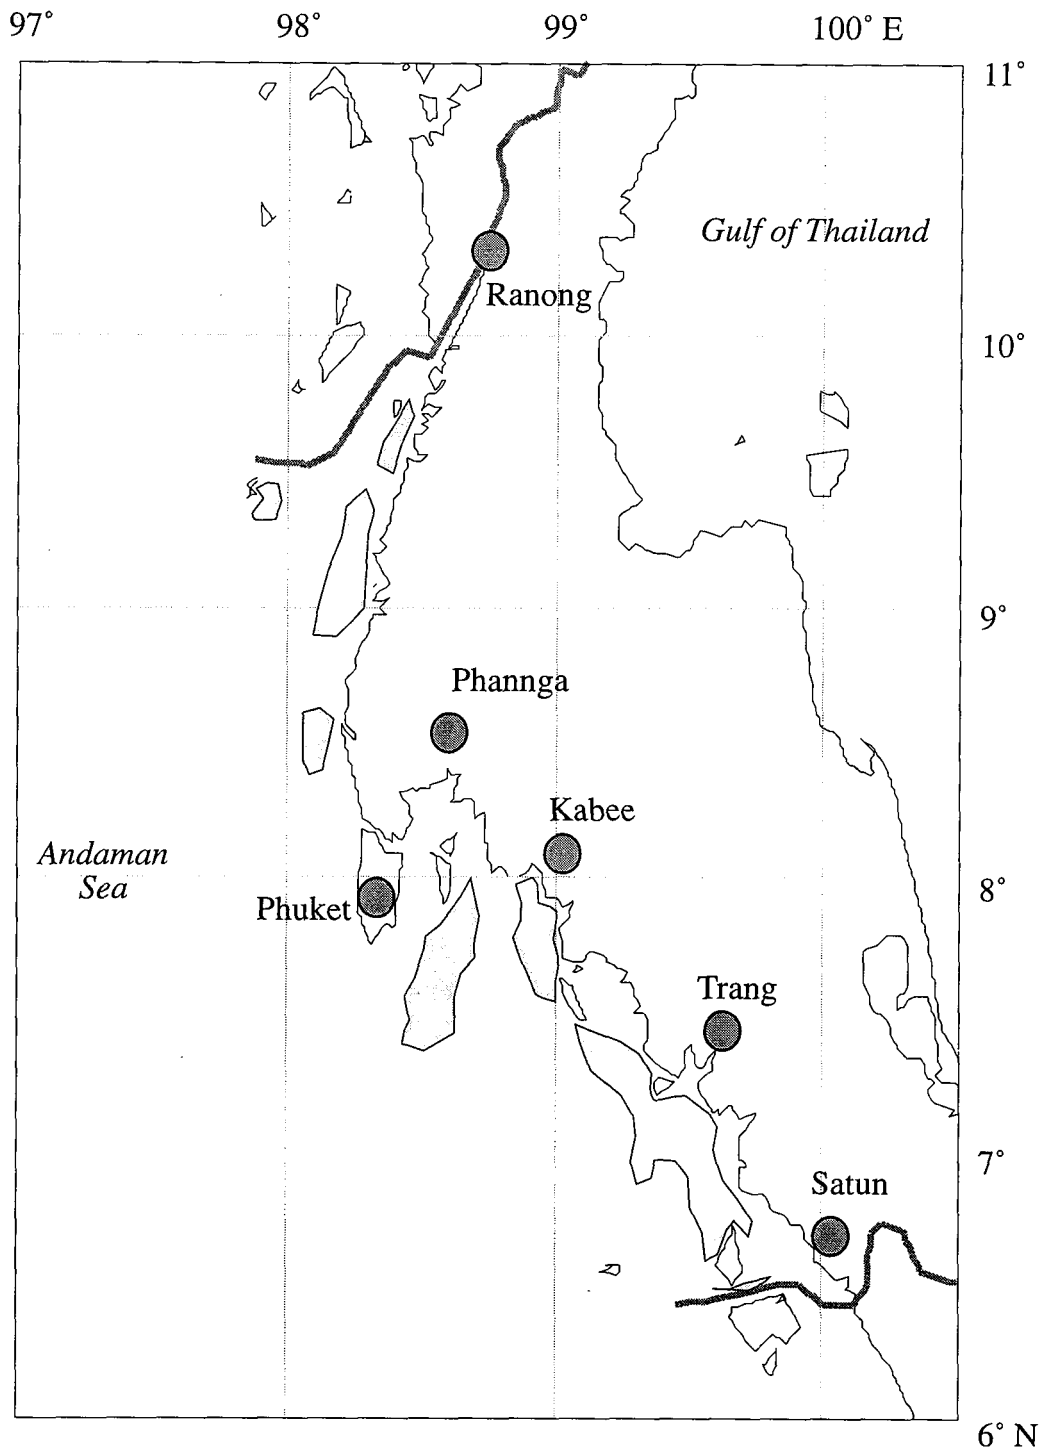 97° 98° 99° 100° E
11°
Gulf of Thailand
Ranong
10°
9°
Phannga
Kabee
Andaman
Sea
8°
Phuket
Trang
7°
Satun
6° N